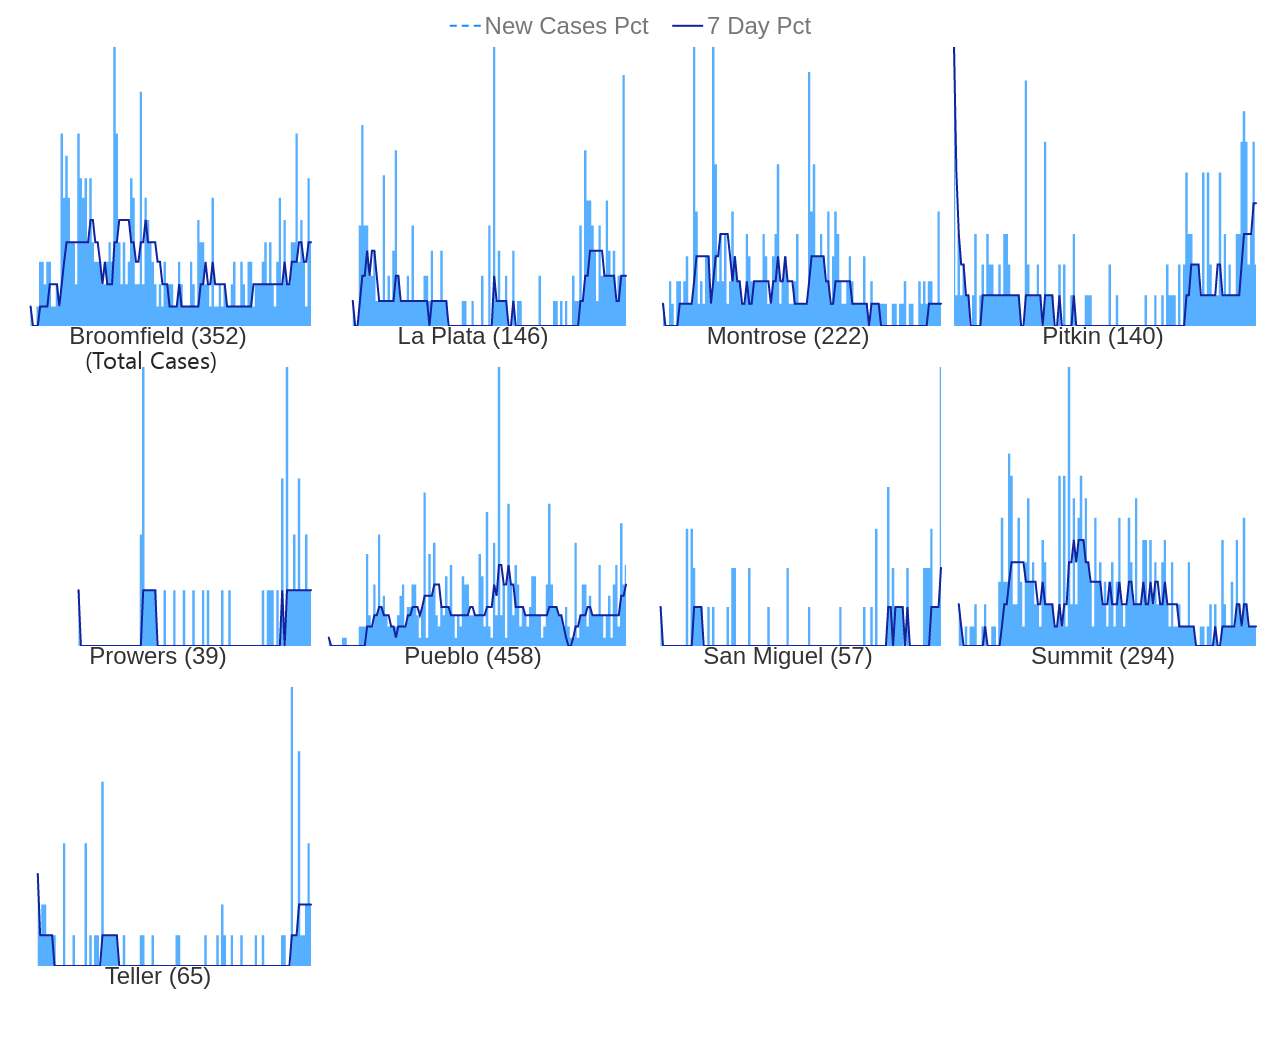 New Cases Pct 7 Day Pct
Broomfield (352) La Plata (146) Montrose (222) Pitkin (140)
(Total Cases)
Prowers (39) Pueblo (458) San Miguel (57) Summit (294)
Teller (65)